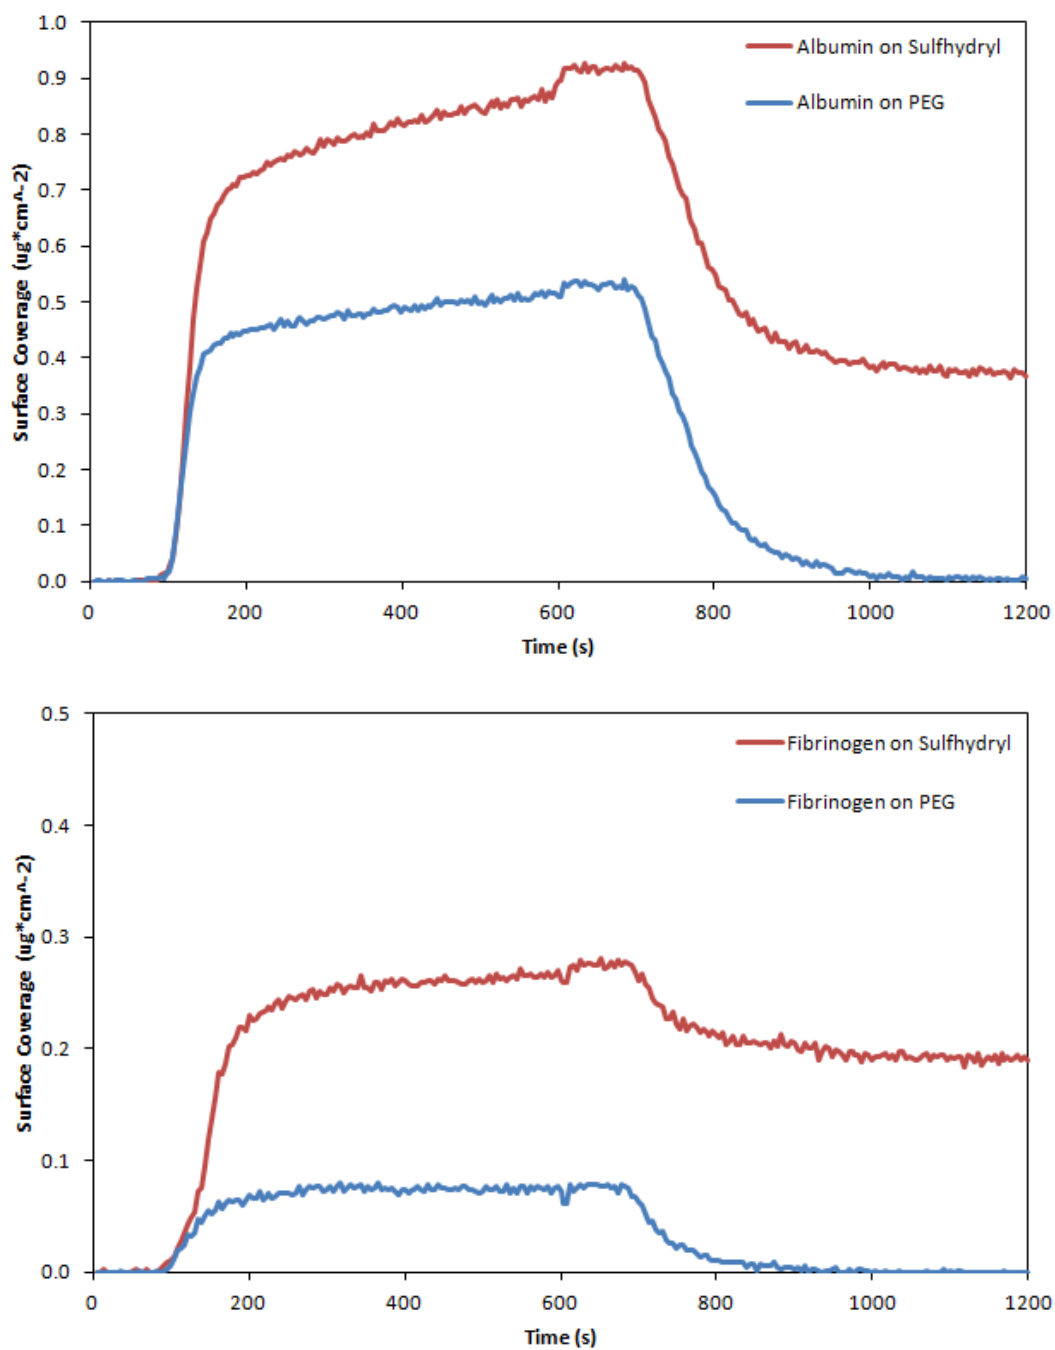 1.0
Albumin on Sulfhydryl
0.9
Albumin on PEG
0.8
0.7
0.6
0.5
0.4
0.3
0.2
0.1
0.0
Surface Coverage (ug*cm^-2)
0 200 400 600 800 1000 1200
Time (s)
0.5
Fibrinogen on Sulfhydryl
Fibrinogen on PEG
0.4
0.3
0.2
0.1
0.0
Surface Coverage (ug*cm^-2)
0 200 400 600 800 1000 1200
Time (s)